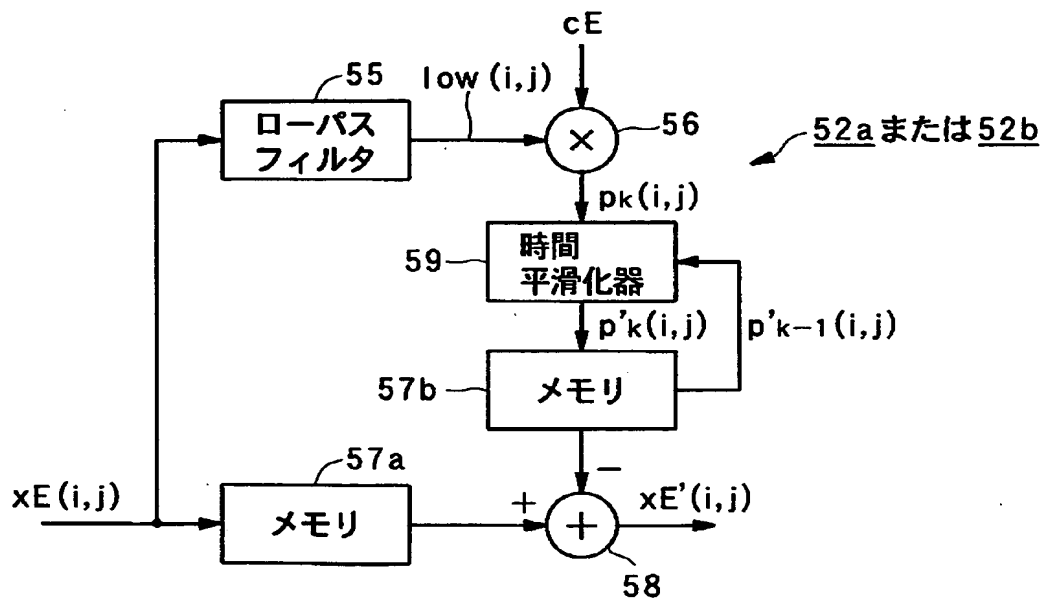 cE
55
low(i,j)
ローパス
フィルタ
×
56
52aまたは52b
pk(i,j)
59
時間
平滑化器
p'k(i,j)
p'k-1(i,j)
57b
メモリ
57a
−
xE(i,j)
メモリ
+
+
xE'(i,j)
58